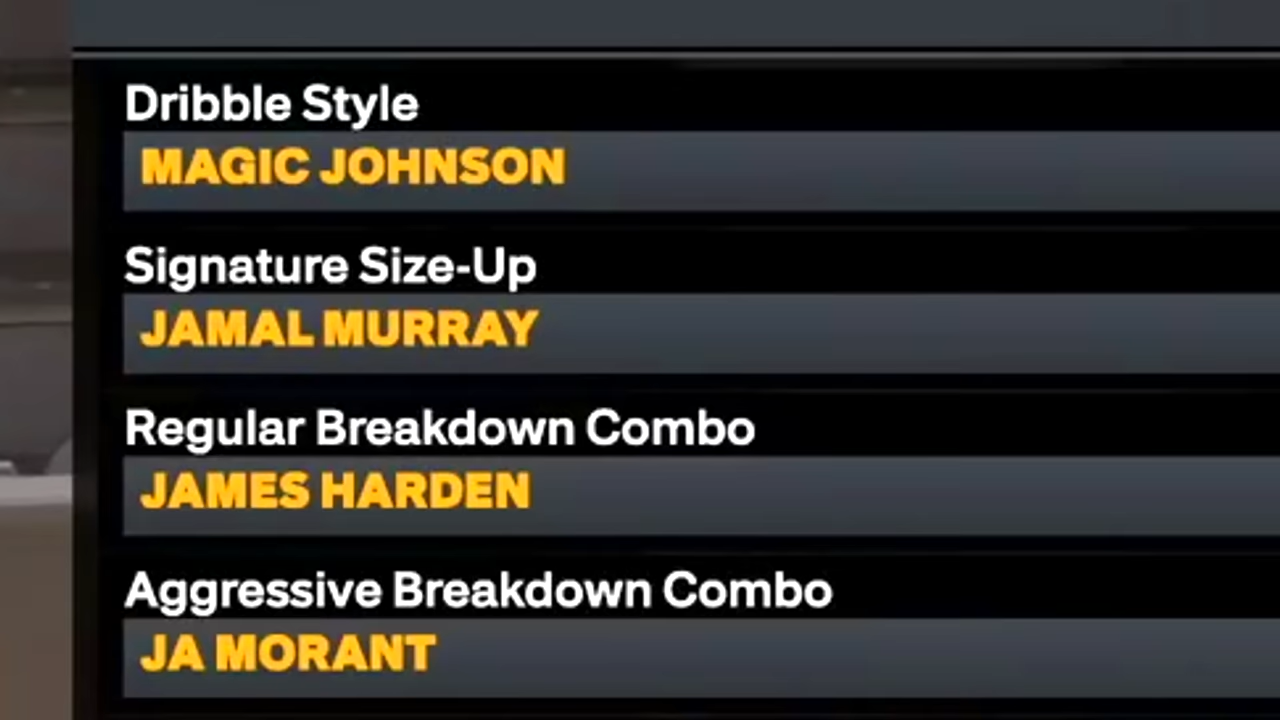 Dribble Style
MAGIC JOHNSON
Signature Size-Up
JAMAL MURRAY
Regular Breakdown Combo
JAMES HARDEN
Aggressive Breakdown Combo
JA MORANT